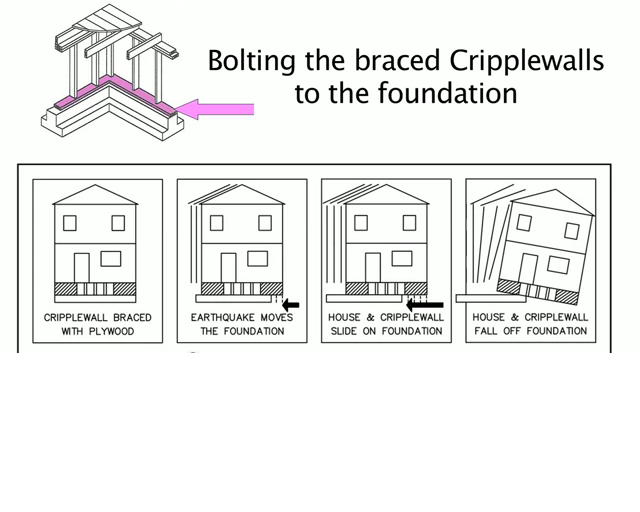 Bolting the braced Cripplewalls
to the foundation
CRIPPLEWALL BRACED
WITH PLYWOOD
EARTHQUAKE MOVES
THE FOUNDATION
HOUSE & CRIPPLEWALL
SLIDE ON FOUNDATION
HOUSE & CRIPPLEWALL
FALL OFF FOUNDATION